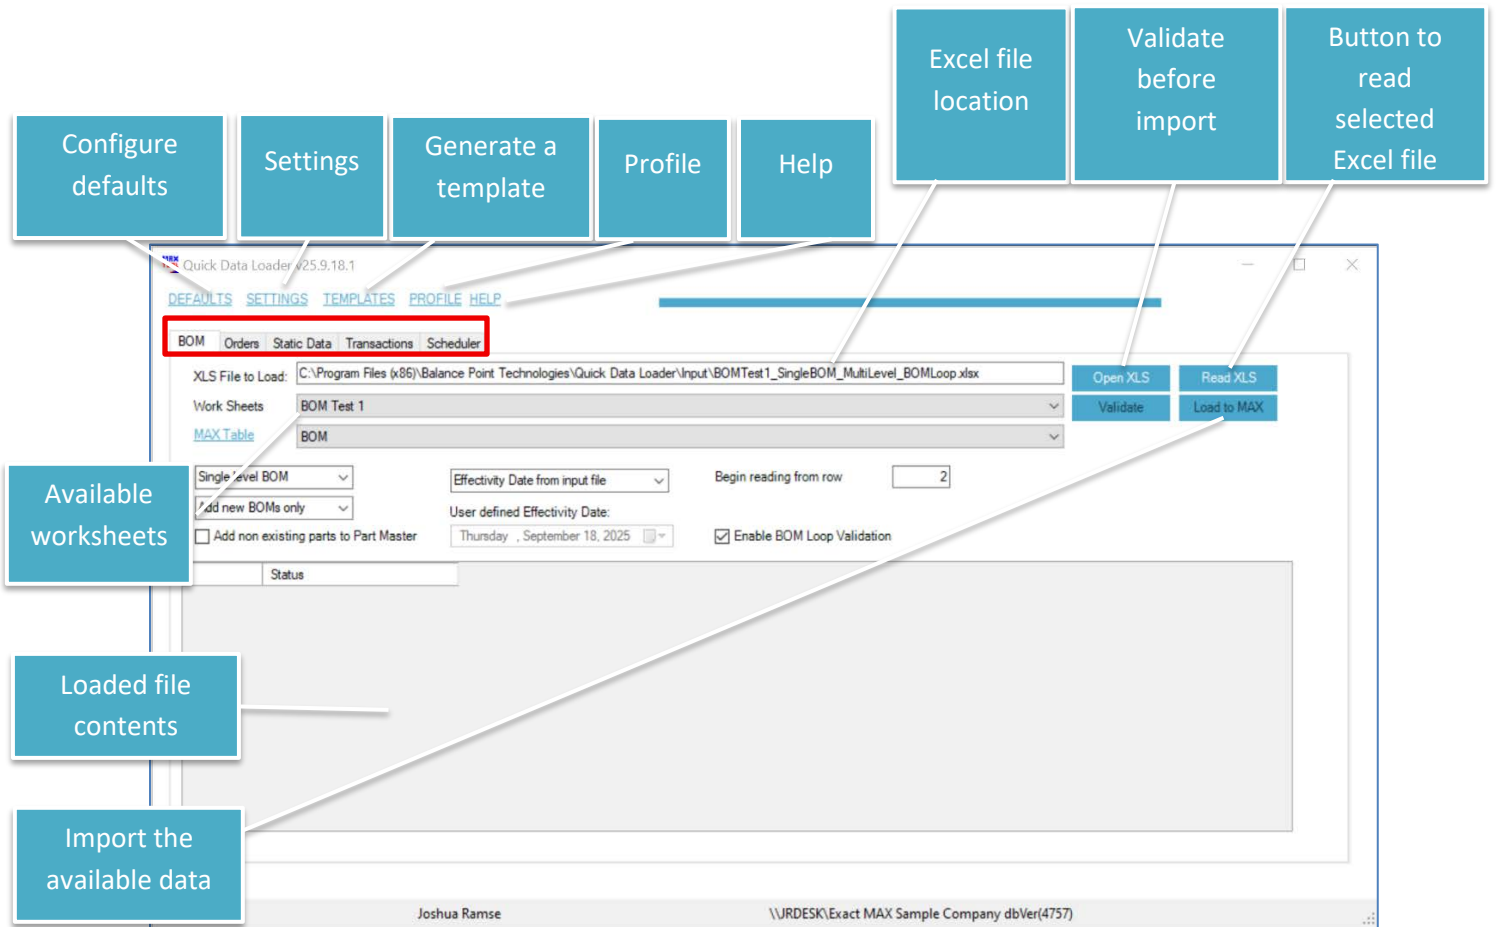 Excel file
location
Validate
before
import
Button to
read
selected
Excel file
Configure
defaults
Settings
Generate a
template
Profile
Help
Quick Data Loader v25.9.18.1
DEFAULTS SETTINGS TEMPLATES PROFILE HELP
BOM Orders Static Data Transactions Scheduler
XLS File to Load: C:\Program Files (x86)\Balance Point Technologies\Quick Data Loader\Input\BOMTest1_SingleBOM_MultiLevel_BOMLoop.xlsx Open XLS Read XLS
Work Sheets BOM Test 1 Validate Load to MAX
MAX Table BOM
Single level BOM Effectivity Date from input file Begin reading from row 2
Add new BOMs only User defined Effectivity Date:
Add non existing parts to Part Master Thursday , September 18, 2025 Enable BOM Loop Validation
Status
Available
worksheets
Loaded file
contents
Import the
available data
Joshua Ramse \\JRDESK\Exact MAX Sample Company dbVer(4757)